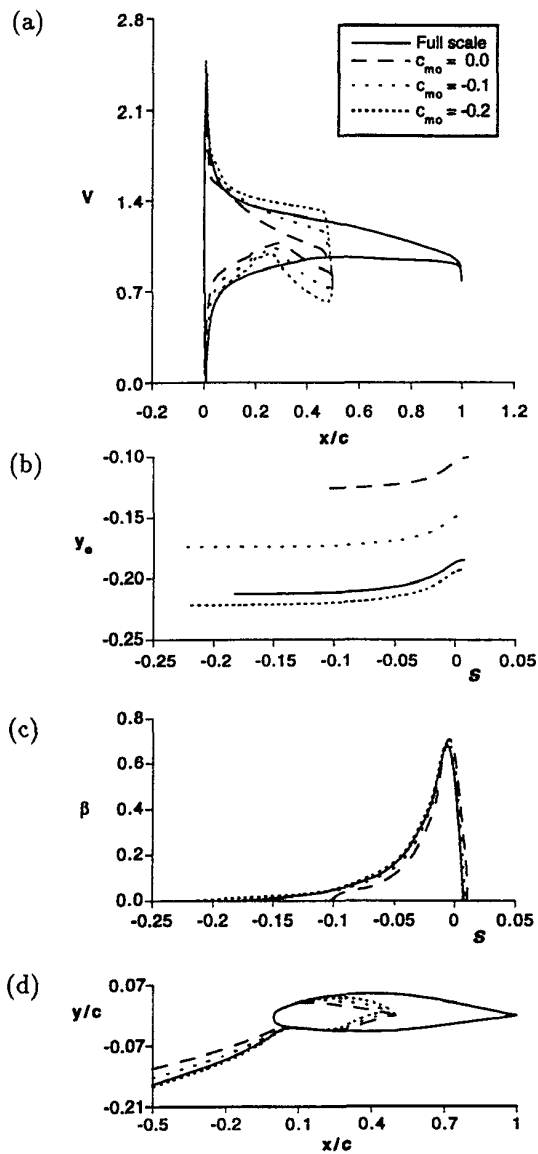 (a)
2.8
2.1
V
1.4
0.7
0.0
-0.2 0 0.2 0.4 0.6 0.8 1 1.2
x/c
Full scale
c_mo = 0.0
c_mo = -0.1
c_mo = -0.2
(b)
-0.10
-0.15
y_o
-0.20
-0.25
-0.25 -0.2 -0.15 -0.1 -0.05 0 0.05
S
(c)
0.8
0.6
β
0.4
0.2
0.0
-0.25 -0.2 -0.15 -0.1 -0.05 0 0.05
S
(d)
0.07
y/c
-0.07
-0.21
-0.5 -0.2 0.1 0.4 0.7 1
x/c